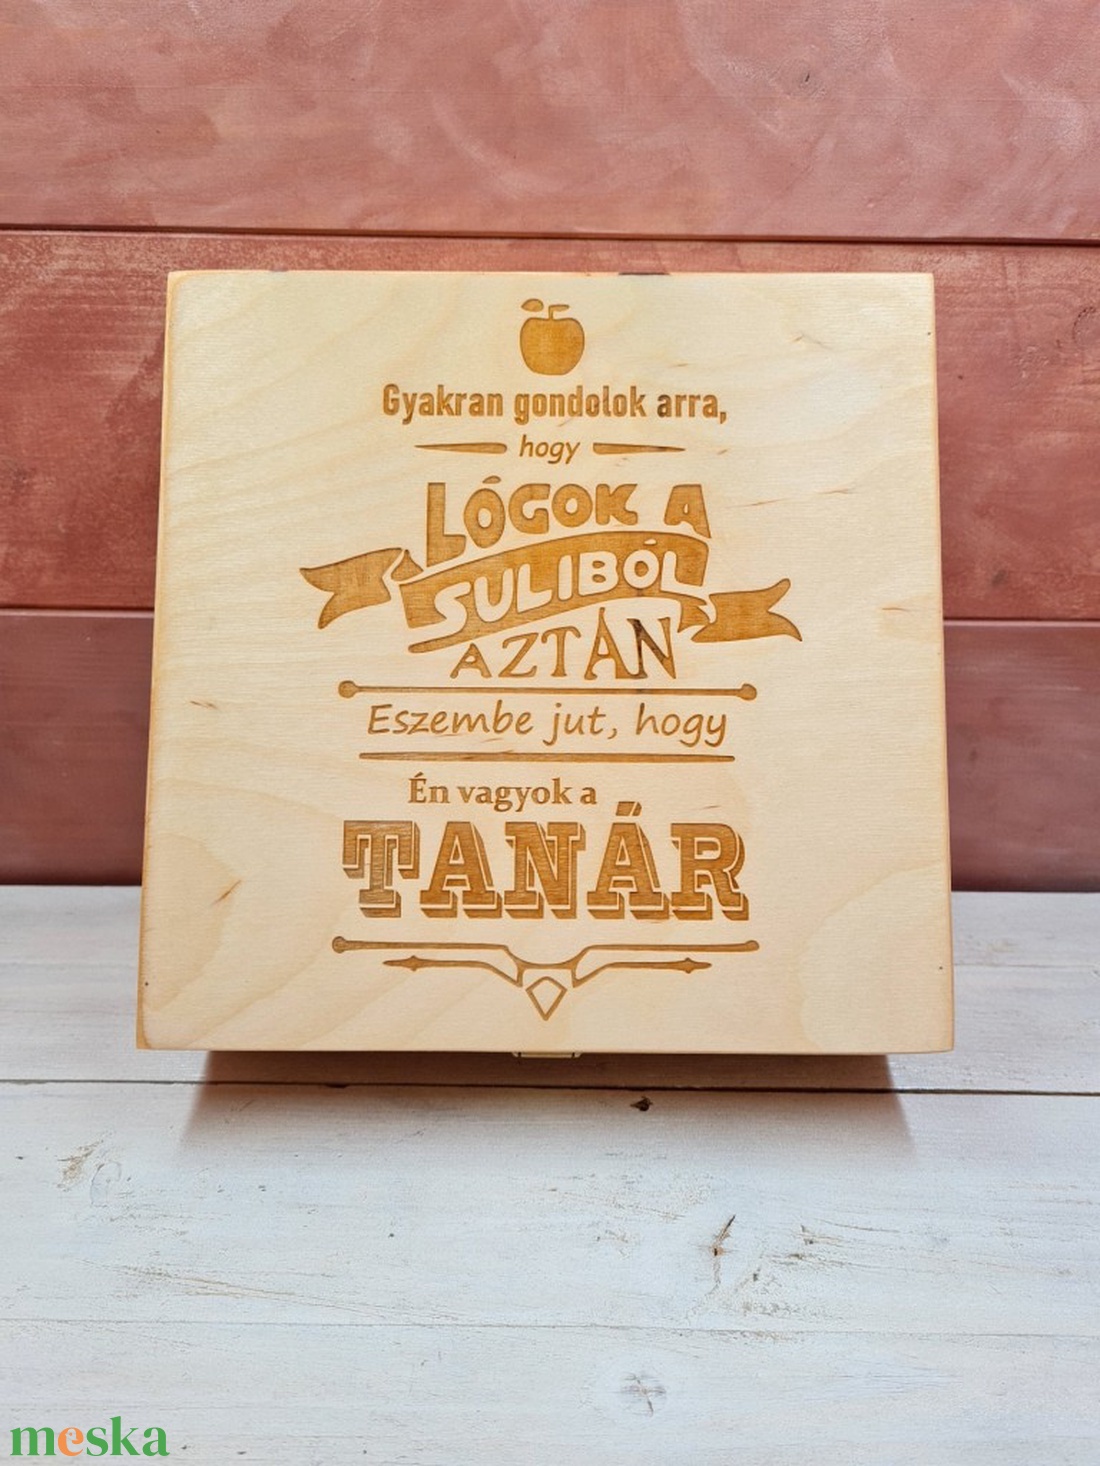 Gyakran gondolok arra,
hogy
LÓGOK A
SULIBÓL
AZTÁN
Eszembe jut, hogy
Én vagyok a
TANÁR
meska